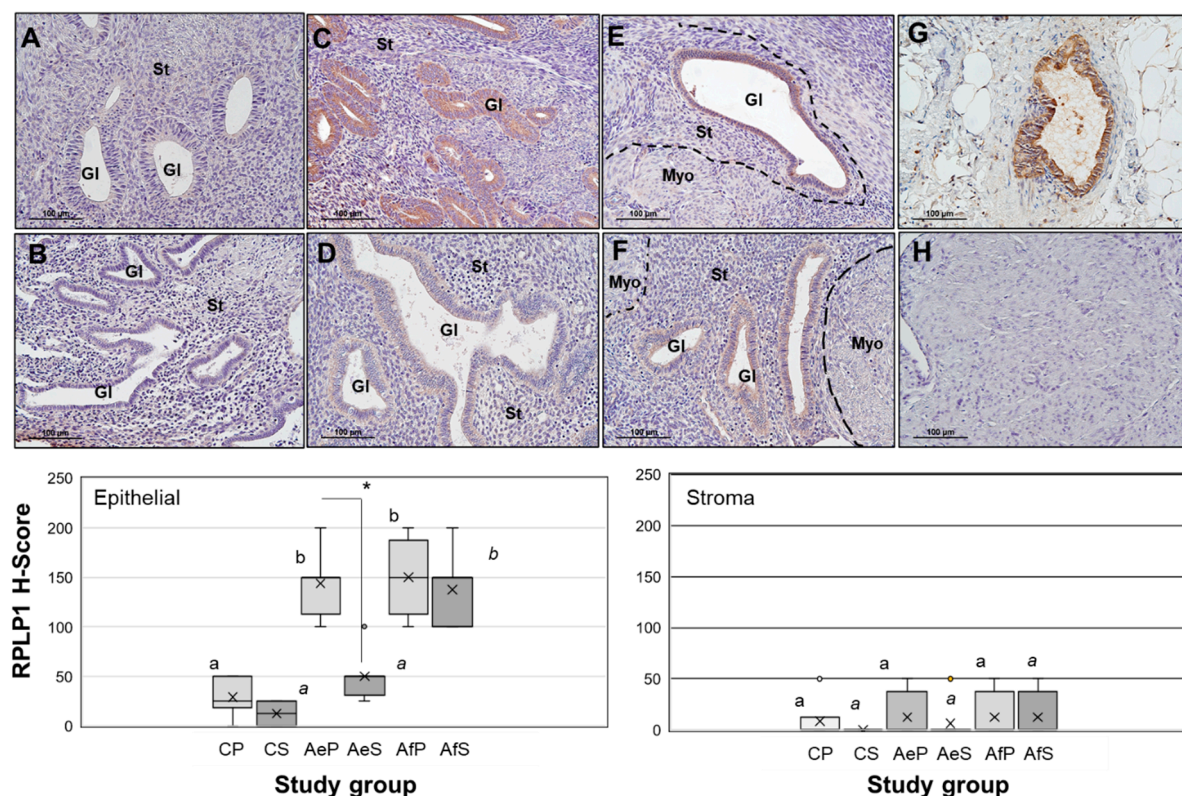 A
St
Gl
Gl
100 µm
C
St
Gl
100 µm
E
Gl
St
Myo
100 µm
G
100 µm
B
Gl
St
Gl
100 µm
D
St
Gl
Gl
St
100 µm
F
Myo
St
Gl
Gl
Myo
100 µm
H
100 µm
RPLP1 H-Score
250
200
150
100
50
0
Epithelial
a
a
b
*
a
b
b
CP CS AeP AeS AfP AfS
Study group
250
200
150
100
50
0
Stroma
a
a
a
a
a
a
CP CS AeP AeS AfP AfS
Study group